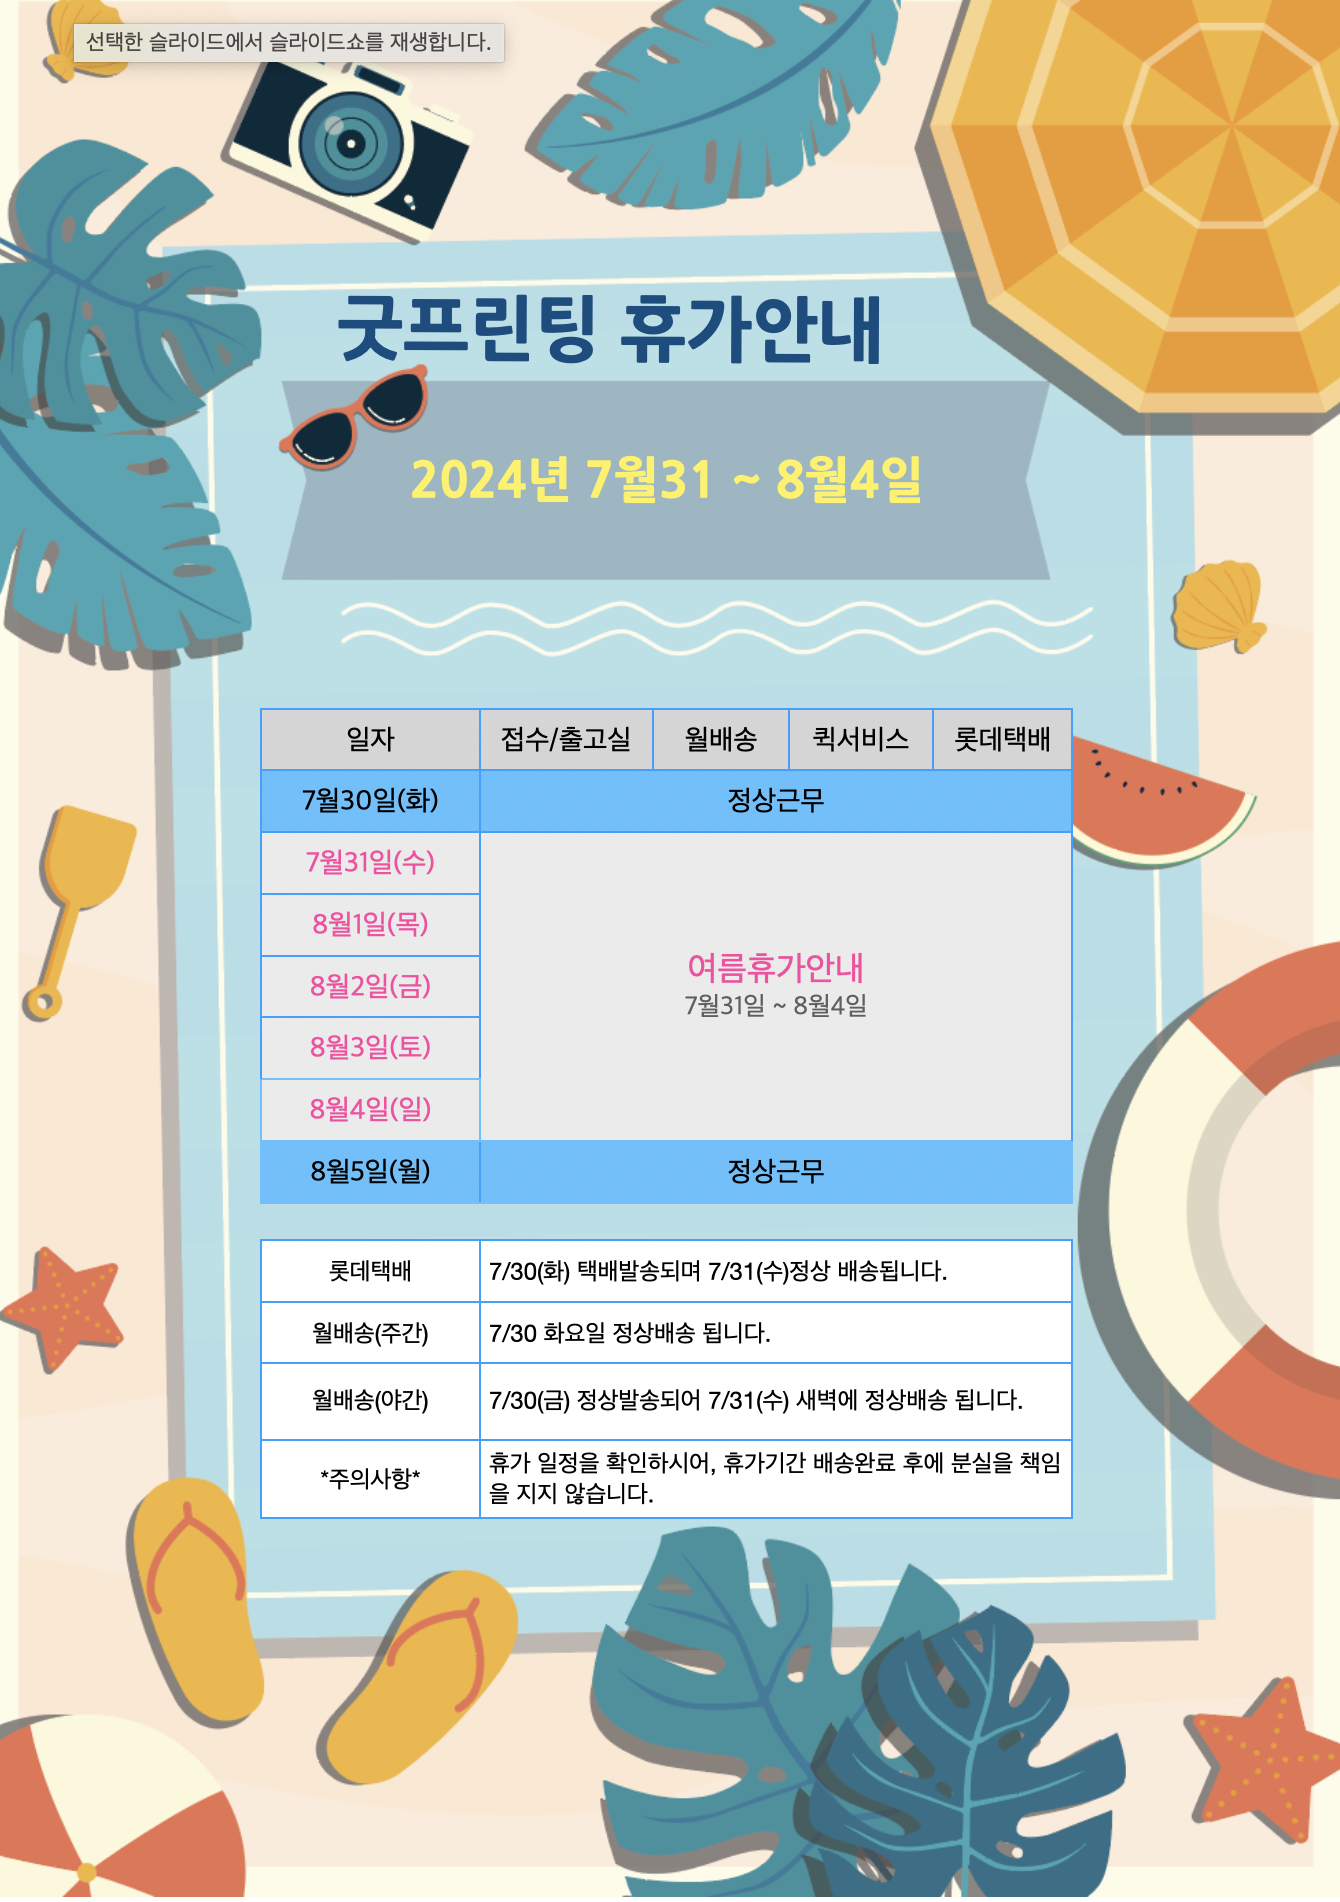 선택한 슬라이드에서 슬라이드쇼를 재생합니다.
굿프린팅 휴가안내
2024년 7월31 ~ 8월4일
일자 접수/출고실 월배송 퀵서비스 롯데택배
7월30일(화) 정상근무
7월31일(수)
8월1일(목)
8월2일(금)
여름휴가안내
7월31일 ~ 8월4일
8월3일(토)
8월4일(일)
8월5일(월) 정상근무
롯데택배 7/30(화) 택배발송되며 7/31(수)정상 배송됩니다.
월배송(주간) 7/30 화요일 정상배송 됩니다.
월배송(야간) 7/30(금) 정상발송되어 7/31(수) 새벽에 정상배송 됩니다.
*주의사항* 휴가 일정을 확인하시어, 휴가기간 배송완료 후에 분실을 책임
을 지지 않습니다.